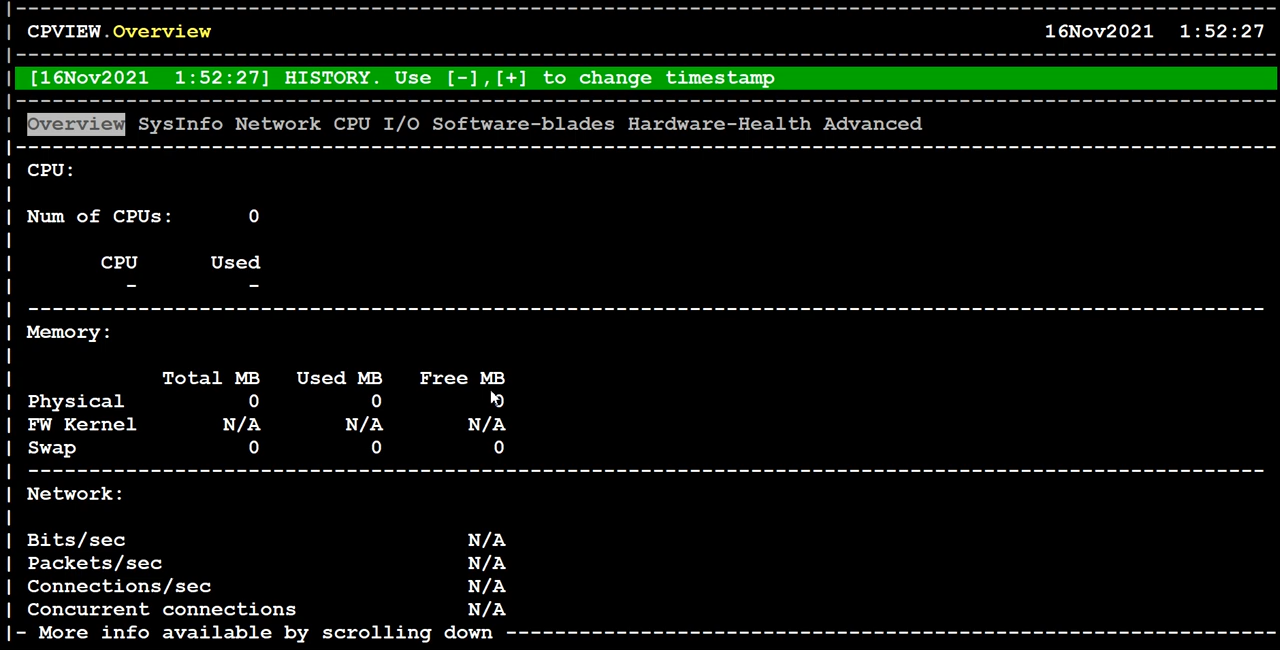 CPVIEW.Overview 16Nov2021 1:52:27
[16Nov2021 1:52:27] HISTORY. Use [-],[+] to change timestamp
Overview SysInfo Network CPU I/O Software-blades Hardware-Health Advanced
CPU:
Num of CPUs: 0
CPU Used
- -
Memory:
Total MB Used MB Free MB
Physical 0 0 0
FW Kernel N/A N/A N/A
Swap 0 0 0
Network:
Bits/sec N/A
Packets/sec N/A
Connections/sec N/A
Concurrent connections N/A
- More info available by scrolling down